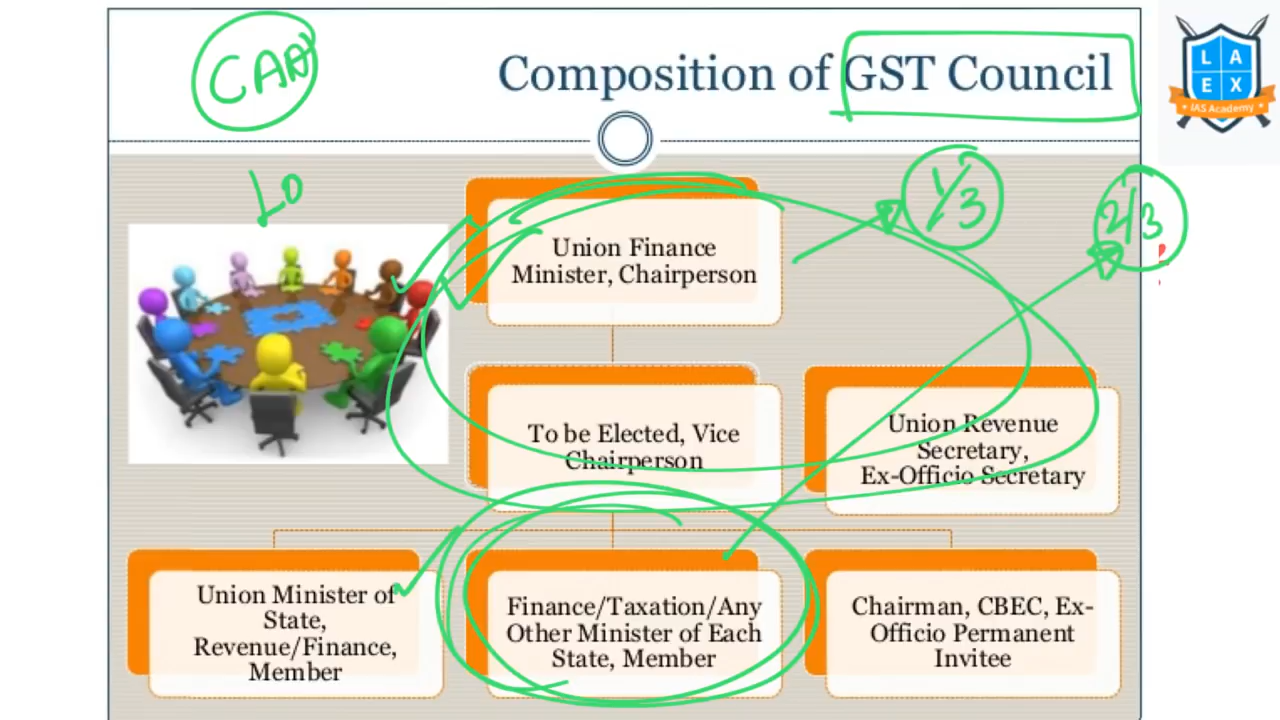 CAA
Composition of GST Council
L A
E X
IAS Academy
LO
1/3
2/3
Union Finance
Minister, Chairperson
To be Elected, Vice
Chairperson
Union Revenue
Secretary,
Ex-Officio Secretary
Union Minister of
State,
Revenue/Finance,
Member
Finance/Taxation/Any
Other Minister of Each
State, Member
Chairman, CBEC, Ex-
Officio Permanent
Invitee